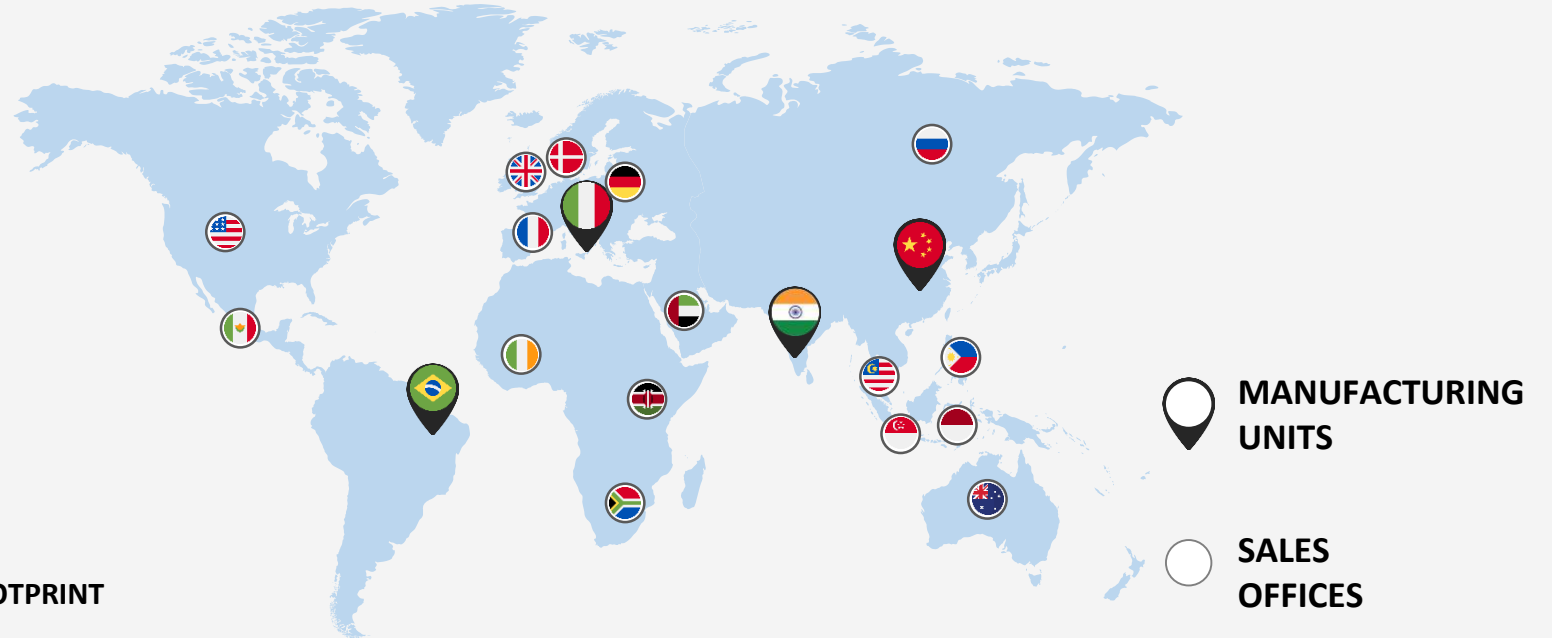 MANUFACTURING
UNITS
SALES
OFFICES
OTPRINT